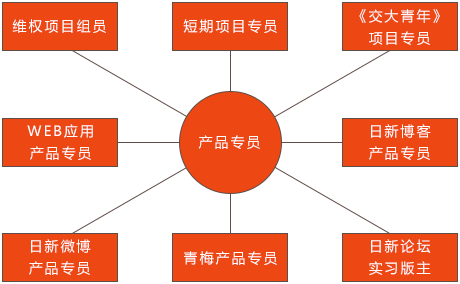 维权项目组员
短期项目专员
《交大青年》
项目专员
产品专员
WEB应用
产品专员
日新博客
产品专员
日新微博
产品专员
青梅产品专员
日新论坛
实习版主